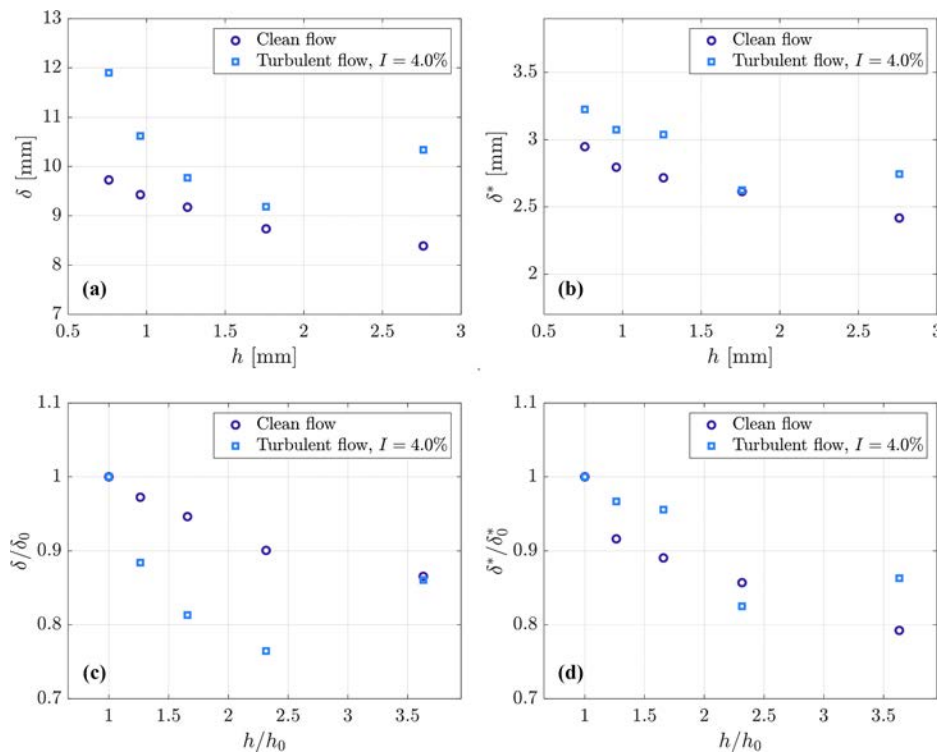 13
12
11
10
9
8
7
δ [mm]
Clean flow
Turbulent flow, I = 4.0%
(a)
0.5 1 1.5 2 2.5 3
h [mm]
3.5
3
2.5
2
δ* [mm]
Clean flow
Turbulent flow, I = 4.0%
(b)
0.5 1 1.5 2 2.5 3
h [mm]
1.1
1
0.9
0.8
0.7
δ/δ₀
Clean flow
Turbulent flow, I = 4.0%
(c)
1 1.5 2 2.5 3 3.5
h/h₀
1.1
1
0.9
0.8
0.7
δ*/δ₀*
Clean flow
Turbulent flow, I = 4.0%
(d)
1 1.5 2 2.5 3 3.5
h/h₀